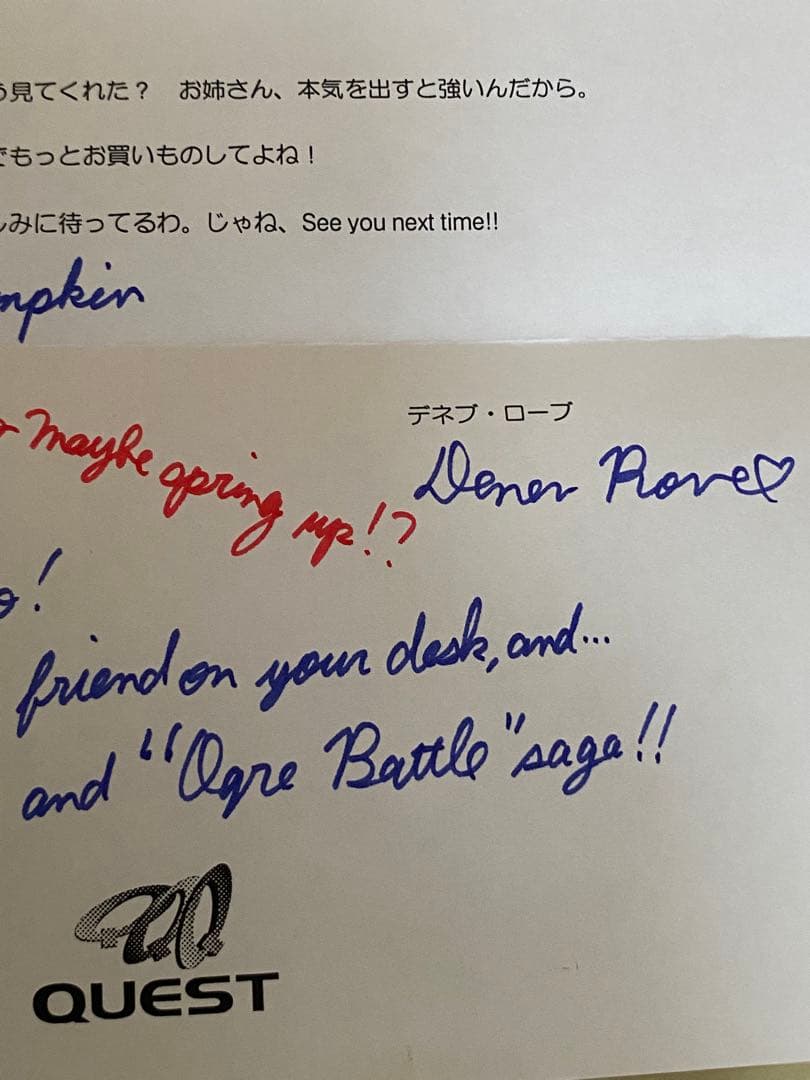 見てくれた？ お姉さん、本気を出すと強いんだから。
でもっとお買いものしてよね！
みに待ってるわ。じゃね、See you next time!!
mpkin
デネブ・ローブ
Maybe spring up!?
Denev Rove♡
o!
friend on your desk, and...
and "Ogre Battle" saga!!
QUEST